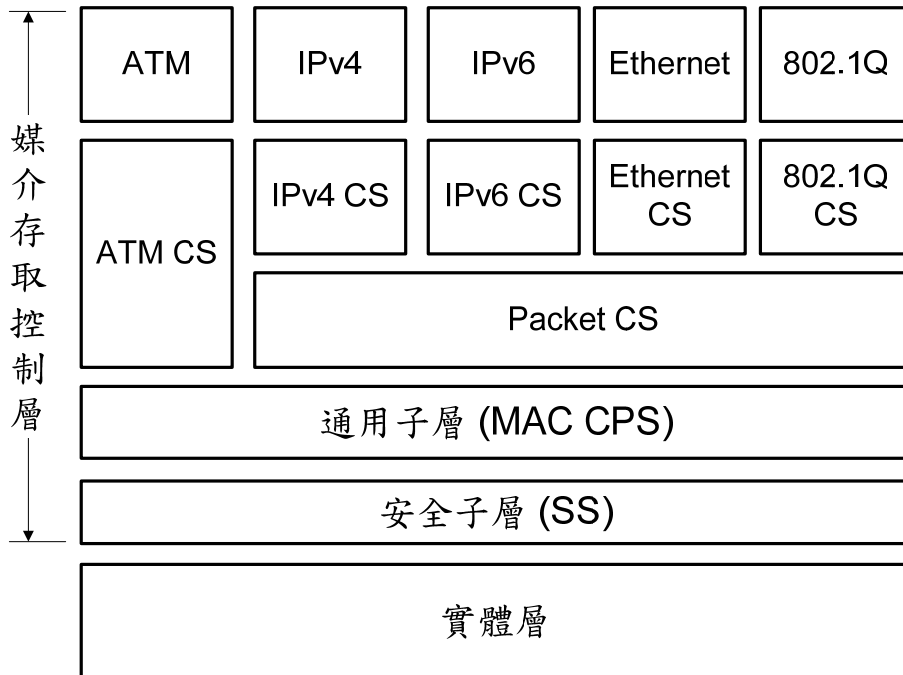 ATM
IPv4
IPv6
Ethernet
802.1Q
媒介存取控制層
ATM CS
IPv4 CS
IPv6 CS
Ethernet
CS
802.1Q
CS
Packet CS
通用子層 (MAC CPS)
安全子層 (SS)
實體層